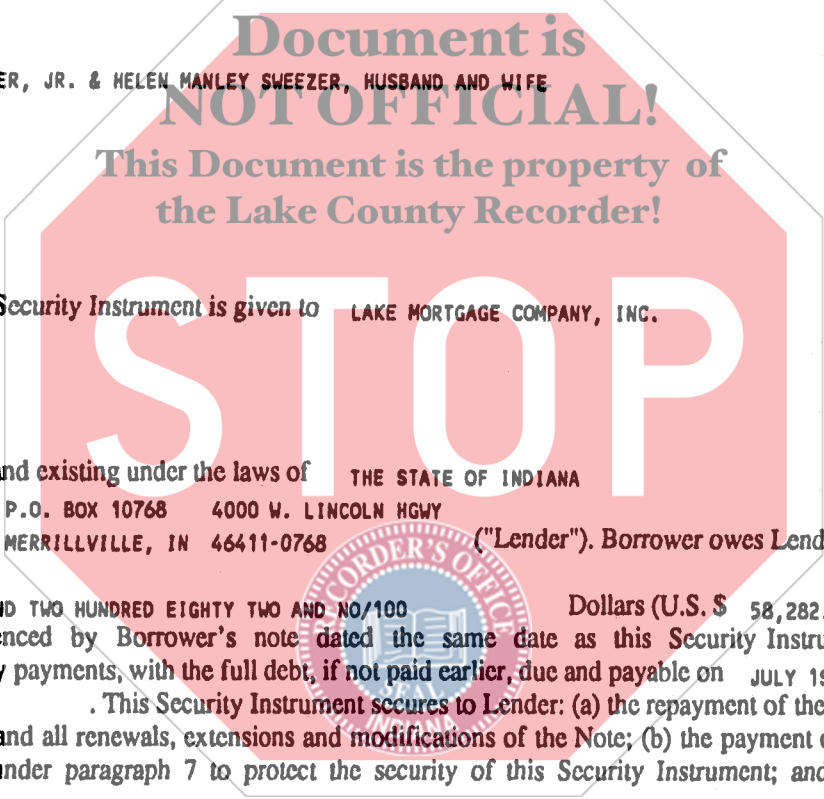 Document is
ER, JR. & HELEN MANLEY SWEEZER, HUSBAND AND WIFE
NOT OFFICIAL!
This Document is the property of
the Lake County Recorder!
Security Instrument is given to LAKE MORTGAGE COMPANY, INC.
STOP
nd existing under the laws of THE STATE OF INDIANA
P.O. BOX 10768 4000 W. LINCOLN HGWY
MERRILLVILLE, IN 46411-0768 ("Lender"). Borrower owes Lend
RECORDER'S OFFICE
ND TWO HUNDRED EIGHTY TWO AND NO/100 Dollars (U.S. $ 58,282.
enced by Borrower's note dated the same date as this Security Instru
y payments, with the full debt, if not paid earlier, due and payable on JULY 19
SEAL
. This Security Instrument secures to Lender: (a) the repayment of the
INDIANA
and all renewals, extensions and modifications of the Note; (b) the payment o
under paragraph 7 to protect the security of this Security Instrument; and